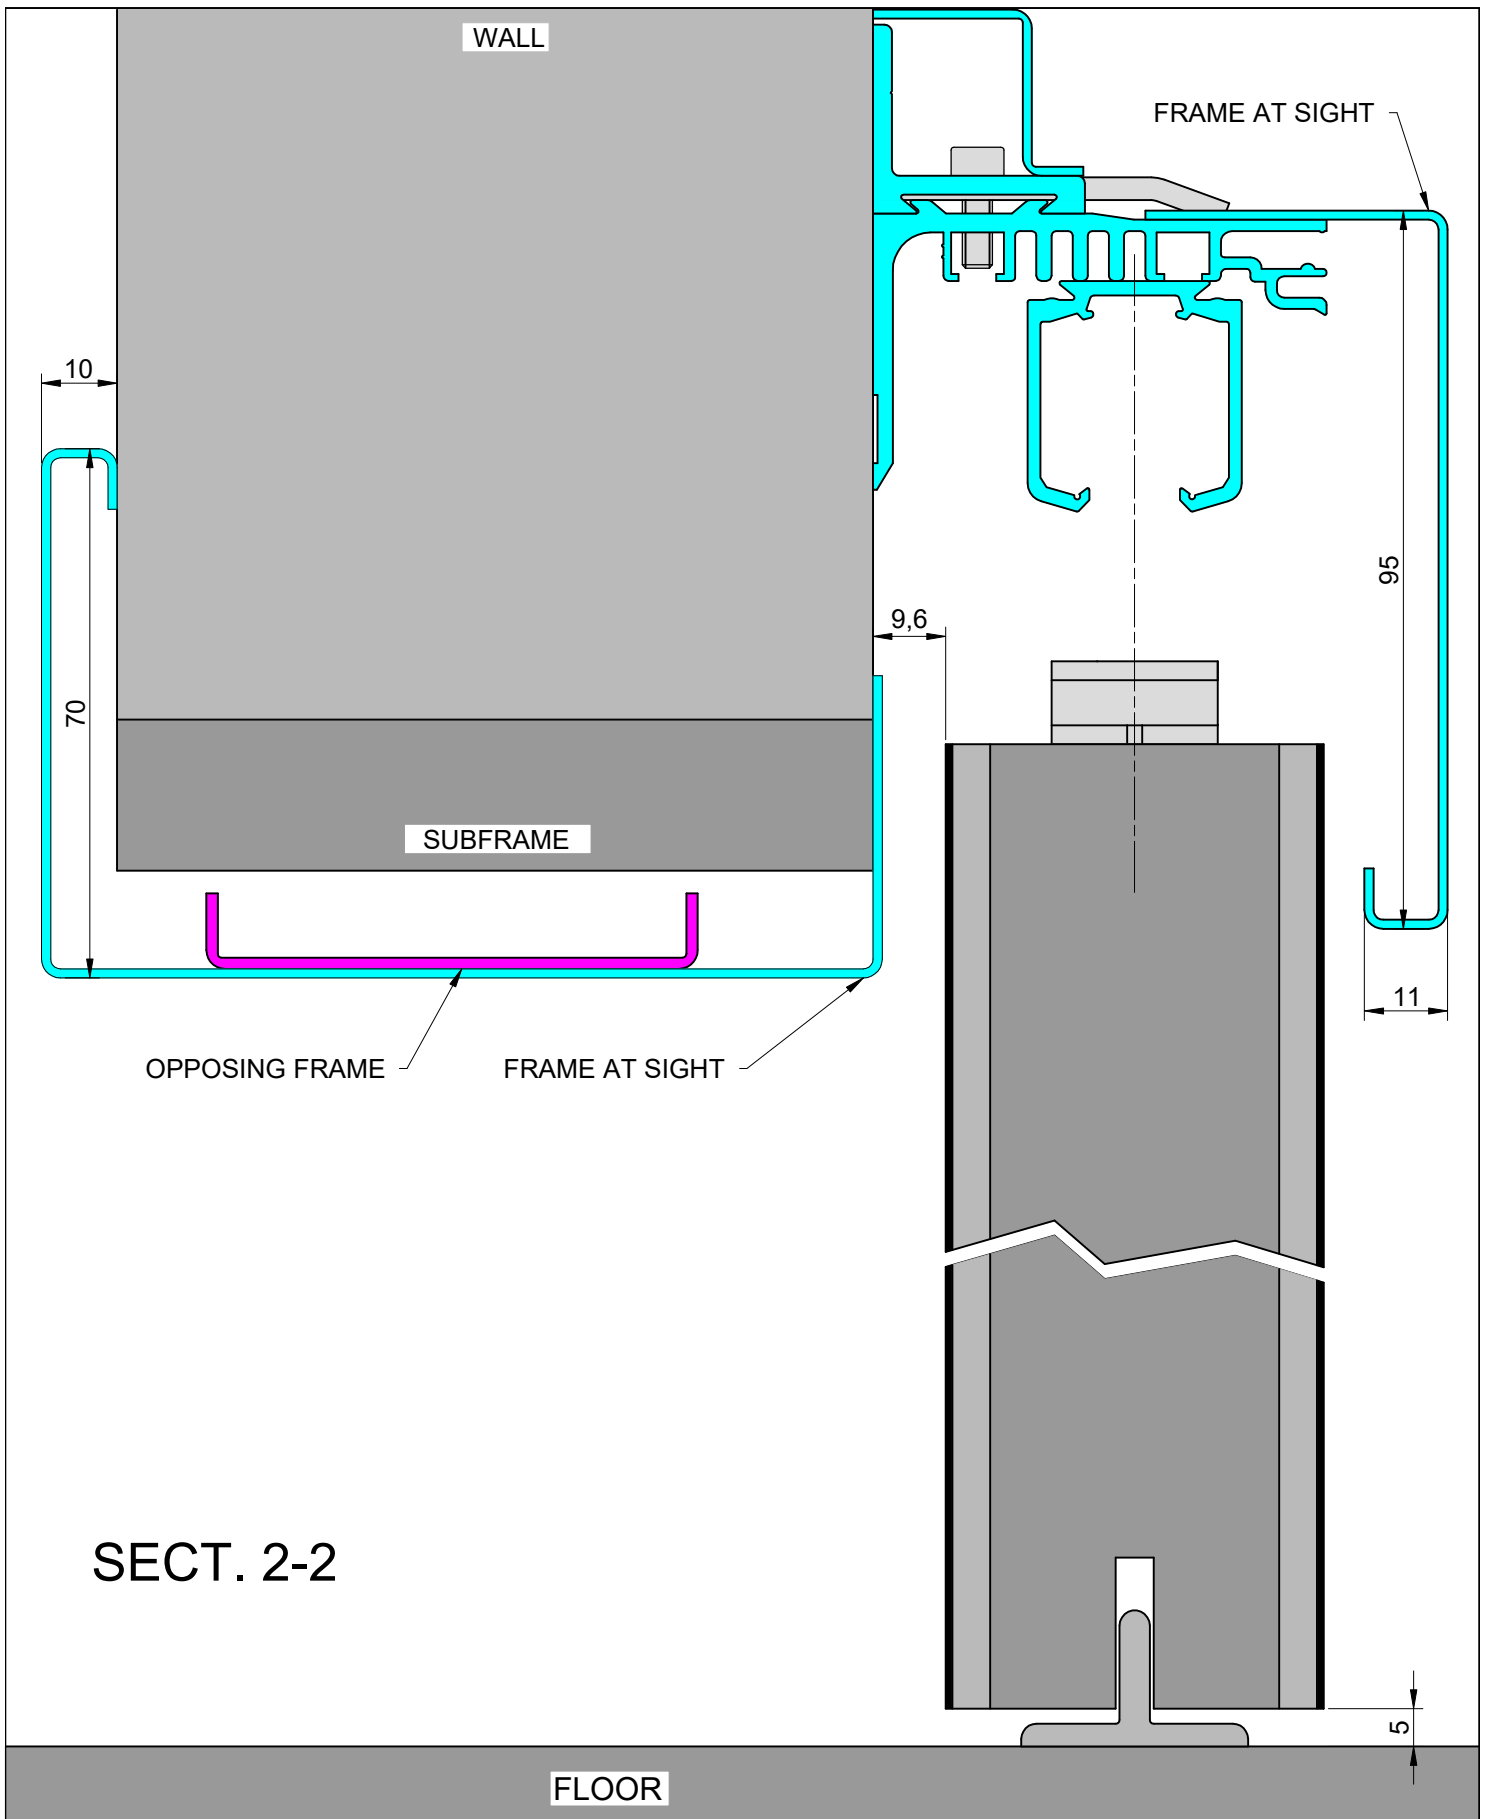 WALL
FRAME AT SIGHT
10
95
9,6
70
SUBFRAME
11
OPPOSING FRAME
FRAME AT SIGHT
SECT. 2-2
5
FLOOR